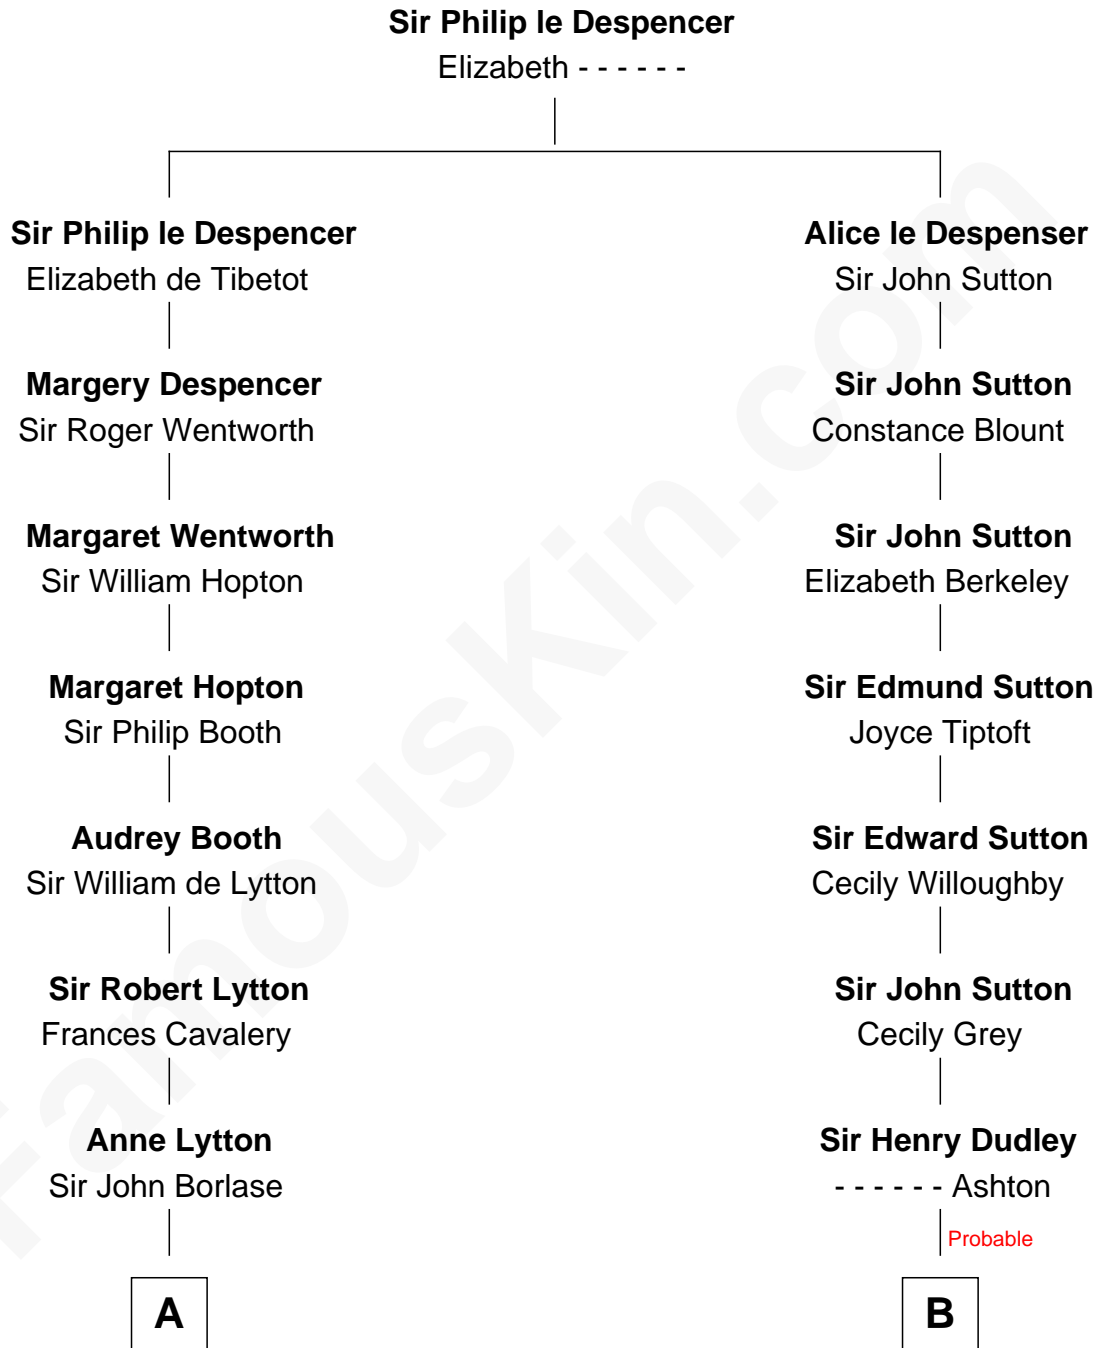 Sir Philip le Despencer
Elizabeth - - - - - -
Sir Philip le Despencer
Elizabeth de Tibetot
Margery Despencer
Sir Roger Wentworth
Margaret Wentworth
Sir William Hopton
Margaret Hopton
Sir Philip Booth
Audrey Booth
Sir William de Lytton
Sir Robert Lytton
Frances Cavalery
Anne Lytton
Sir John Borlase
A
Alice le Despenser
Sir John Sutton
Sir John Sutton
Constance Blount
Sir John Sutton
Elizabeth Berkeley
Sir Edmund Sutton
Joyce Tiptoft
Sir Edward Sutton
Cecily Willoughby
Sir John Sutton
Cecily Grey
Sir Henry Dudley
- - - - - - Ashton
Probable
B
FamousKin.com